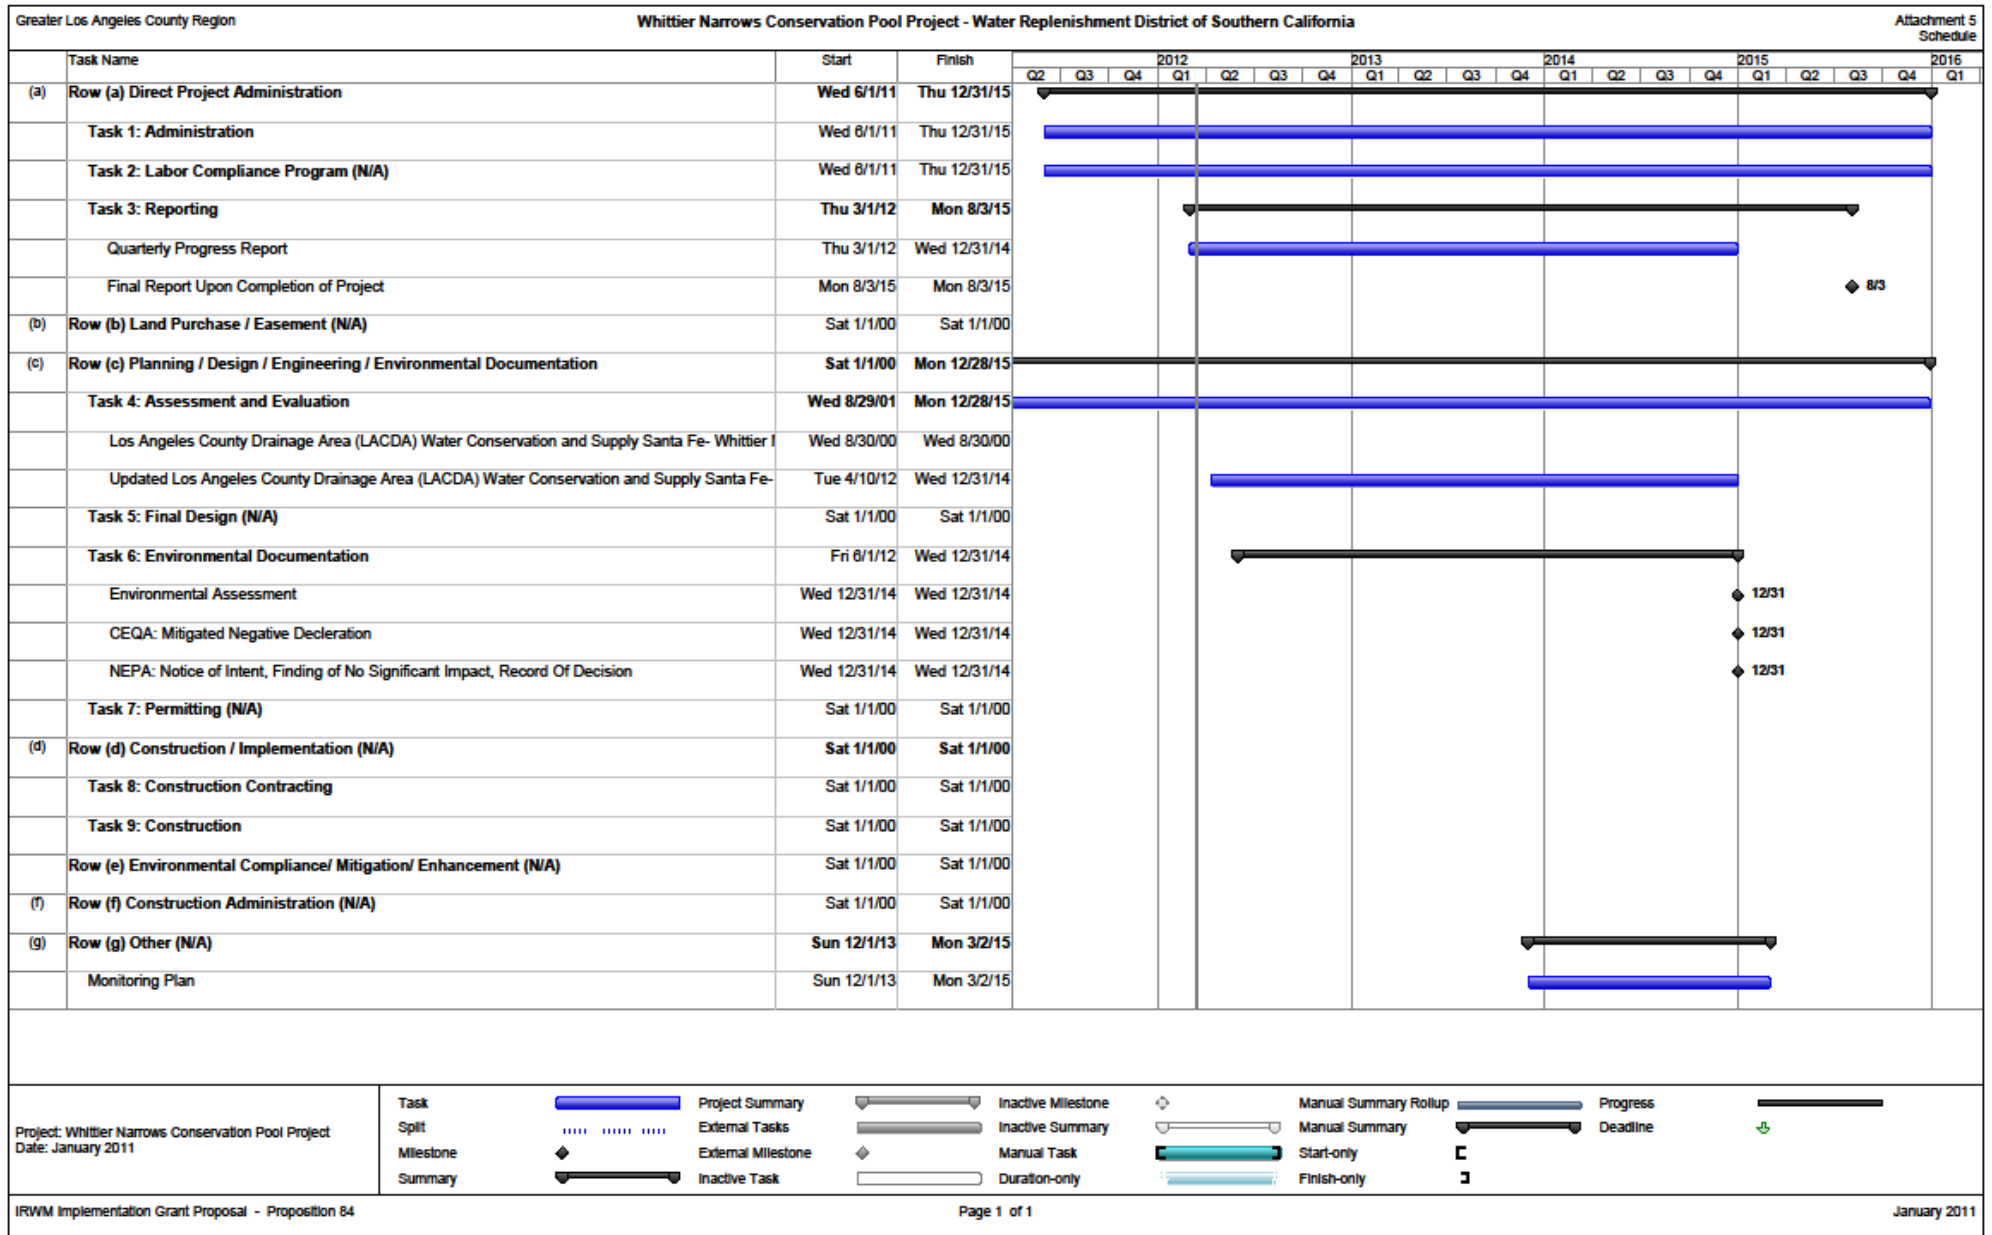 Greater Los Angeles County Region
Whittier Narrows Conservation Pool Project - Water Replenishment District of Southern California
Attachment 5
Schedule
Task Name Start Finish 2012 2013 2014 2015 2016
Q2 Q3 Q4 Q1 Q2 Q3 Q4 Q1 Q2 Q3 Q4 Q1 Q2 Q3 Q4 Q1 Q2 Q3 Q4 Q1
(a) Row (a) Direct Project Administration Wed 6/1/11 Thu 12/31/15
Task 1: Administration Wed 6/1/11 Thu 12/31/15
Task 2: Labor Compliance Program (N/A) Wed 6/1/11 Thu 12/31/15
Task 3: Reporting Thu 3/1/12 Mon 8/3/15
Quarterly Progress Report Thu 3/1/12 Wed 12/31/14
Final Report Upon Completion of Project Mon 8/3/15 Mon 8/3/15 8/3
(b) Row (b) Land Purchase / Easement (N/A) Sat 1/1/00 Sat 1/1/00
(c) Row (c) Planning / Design / Engineering / Environmental Documentation Sat 1/1/00 Mon 12/28/15
Task 4: Assessment and Evaluation Wed 8/29/01 Mon 12/28/15
Los Angeles County Drainage Area (LACDA) Water Conservation and Supply Santa Fe- Whittier Wed 8/30/00 Wed 8/30/00
Updated Los Angeles County Drainage Area (LACDA) Water Conservation and Supply Santa Fe- Tue 4/10/12 Wed 12/31/14
Task 5: Final Design (N/A) Sat 1/1/00 Sat 1/1/00
Task 6: Environmental Documentation Fri 6/1/12 Wed 12/31/14
Environmental Assessment Wed 12/31/14 Wed 12/31/14 12/31
CEQA: Mitigated Negative Decleration Wed 12/31/14 Wed 12/31/14 12/31
NEPA: Notice of Intent, Finding of No Significant Impact, Record Of Decision Wed 12/31/14 Wed 12/31/14 12/31
Task 7: Permitting (N/A) Sat 1/1/00 Sat 1/1/00
(d) Row (d) Construction / Implementation (N/A) Sat 1/1/00 Sat 1/1/00
Task 8: Construction Contracting Sat 1/1/00 Sat 1/1/00
Task 9: Construction Sat 1/1/00 Sat 1/1/00
Row (e) Environmental Compliance/ Mitigation/ Enhancement (N/A) Sat 1/1/00 Sat 1/1/00
(f) Row (f) Construction Administration (N/A) Sat 1/1/00 Sat 1/1/00
(g) Row (g) Other (N/A) Sun 12/1/13 Mon 3/2/15
Monitoring Plan Sun 12/1/13 Mon 3/2/15
Project: Whittier Narrows Conservation Pool Project
Date: January 2011
Task Project Summary Inactive Milestone Manual Summary Rollup Progress
Split External Tasks Inactive Summary Manual Summary Deadline
Milestone External Milestone Manual Task Start-only
Summary Inactive Task Duration-only Finish-only
IRWM Implementation Grant Proposal - Proposition 84
Page 1 of 1
January 2011